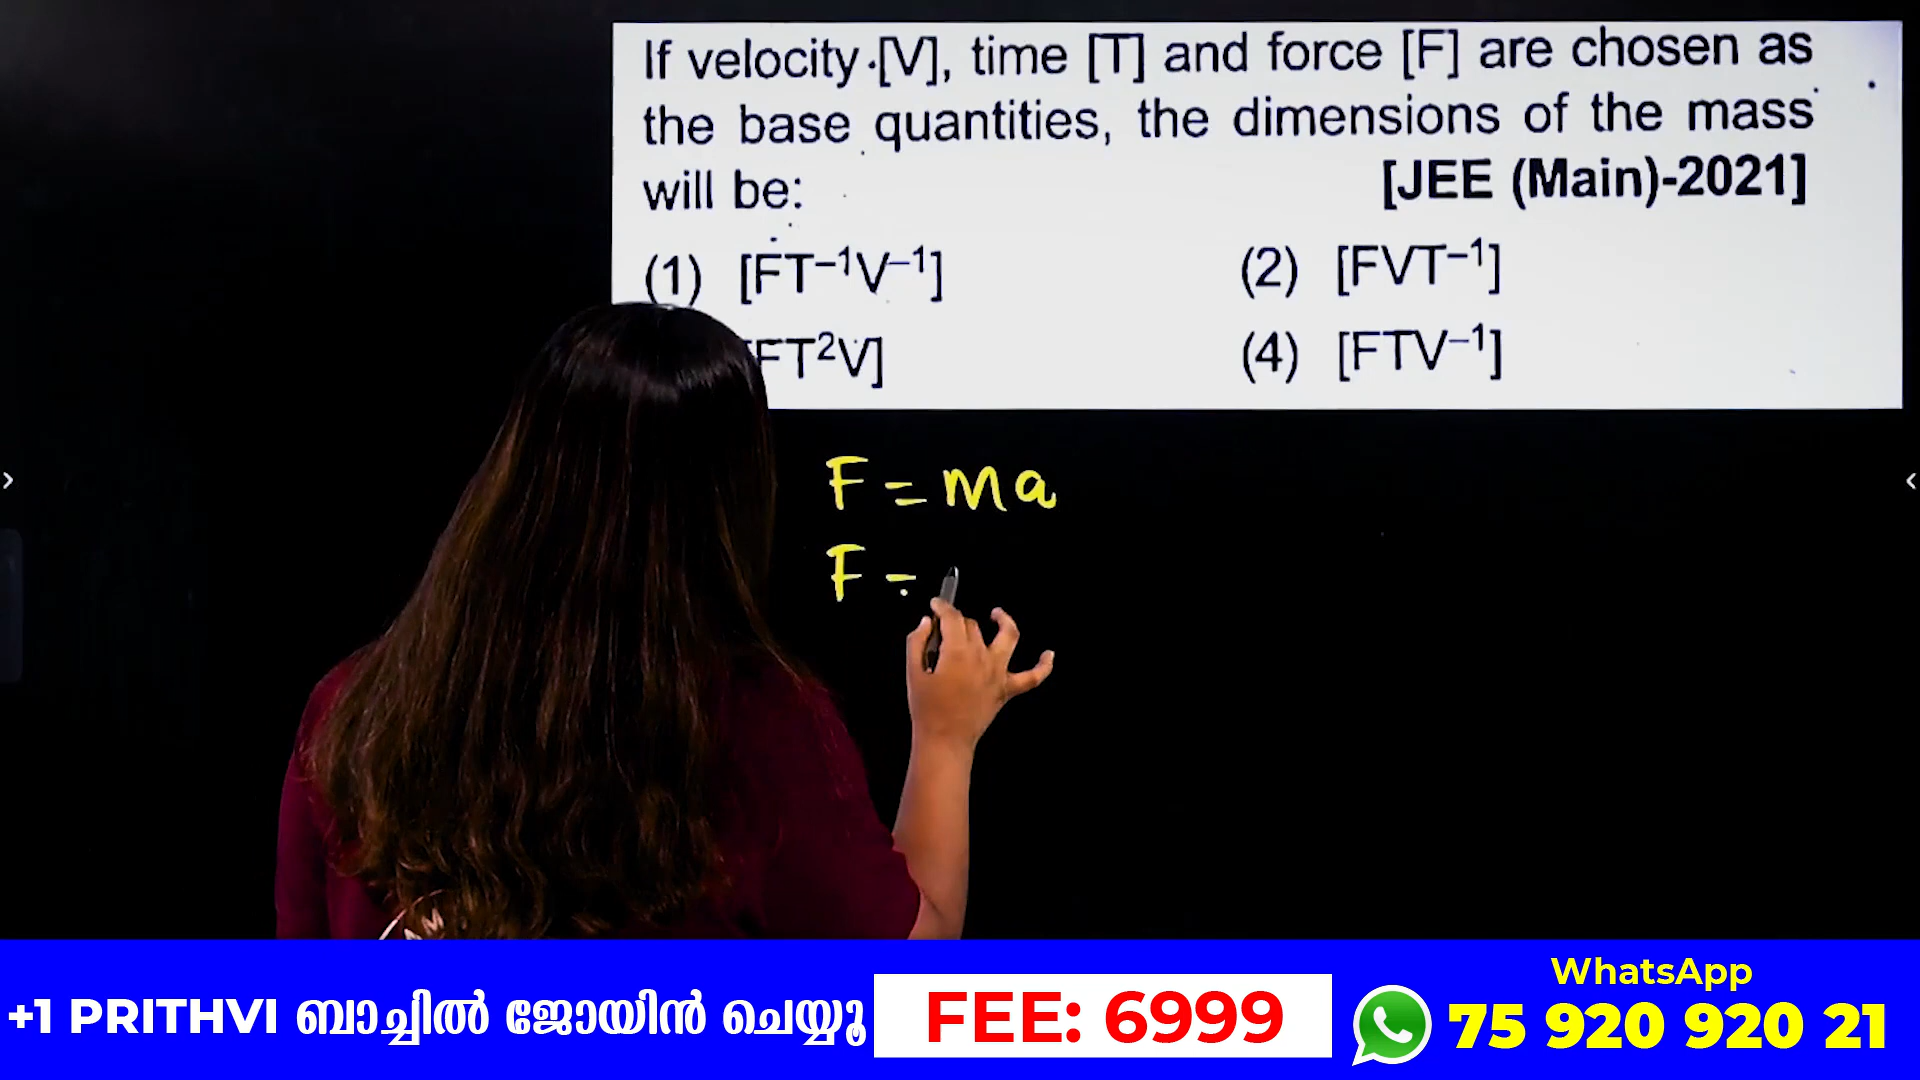 If velocity [V], time [T] and force [F] are chosen as
the base quantities, the dimensions of the mass
will be: [JEE (Main)-2021]
(1) [FT⁻¹V⁻¹] (2) [FVT⁻¹]
FT²V] (4) [FTV⁻¹]
F = ma
F =
+1 PRITHVI ബാച്ചിൽ ജോയിൻ ചെയ്യൂ
FEE: 6999
WhatsApp
75 920 920 21